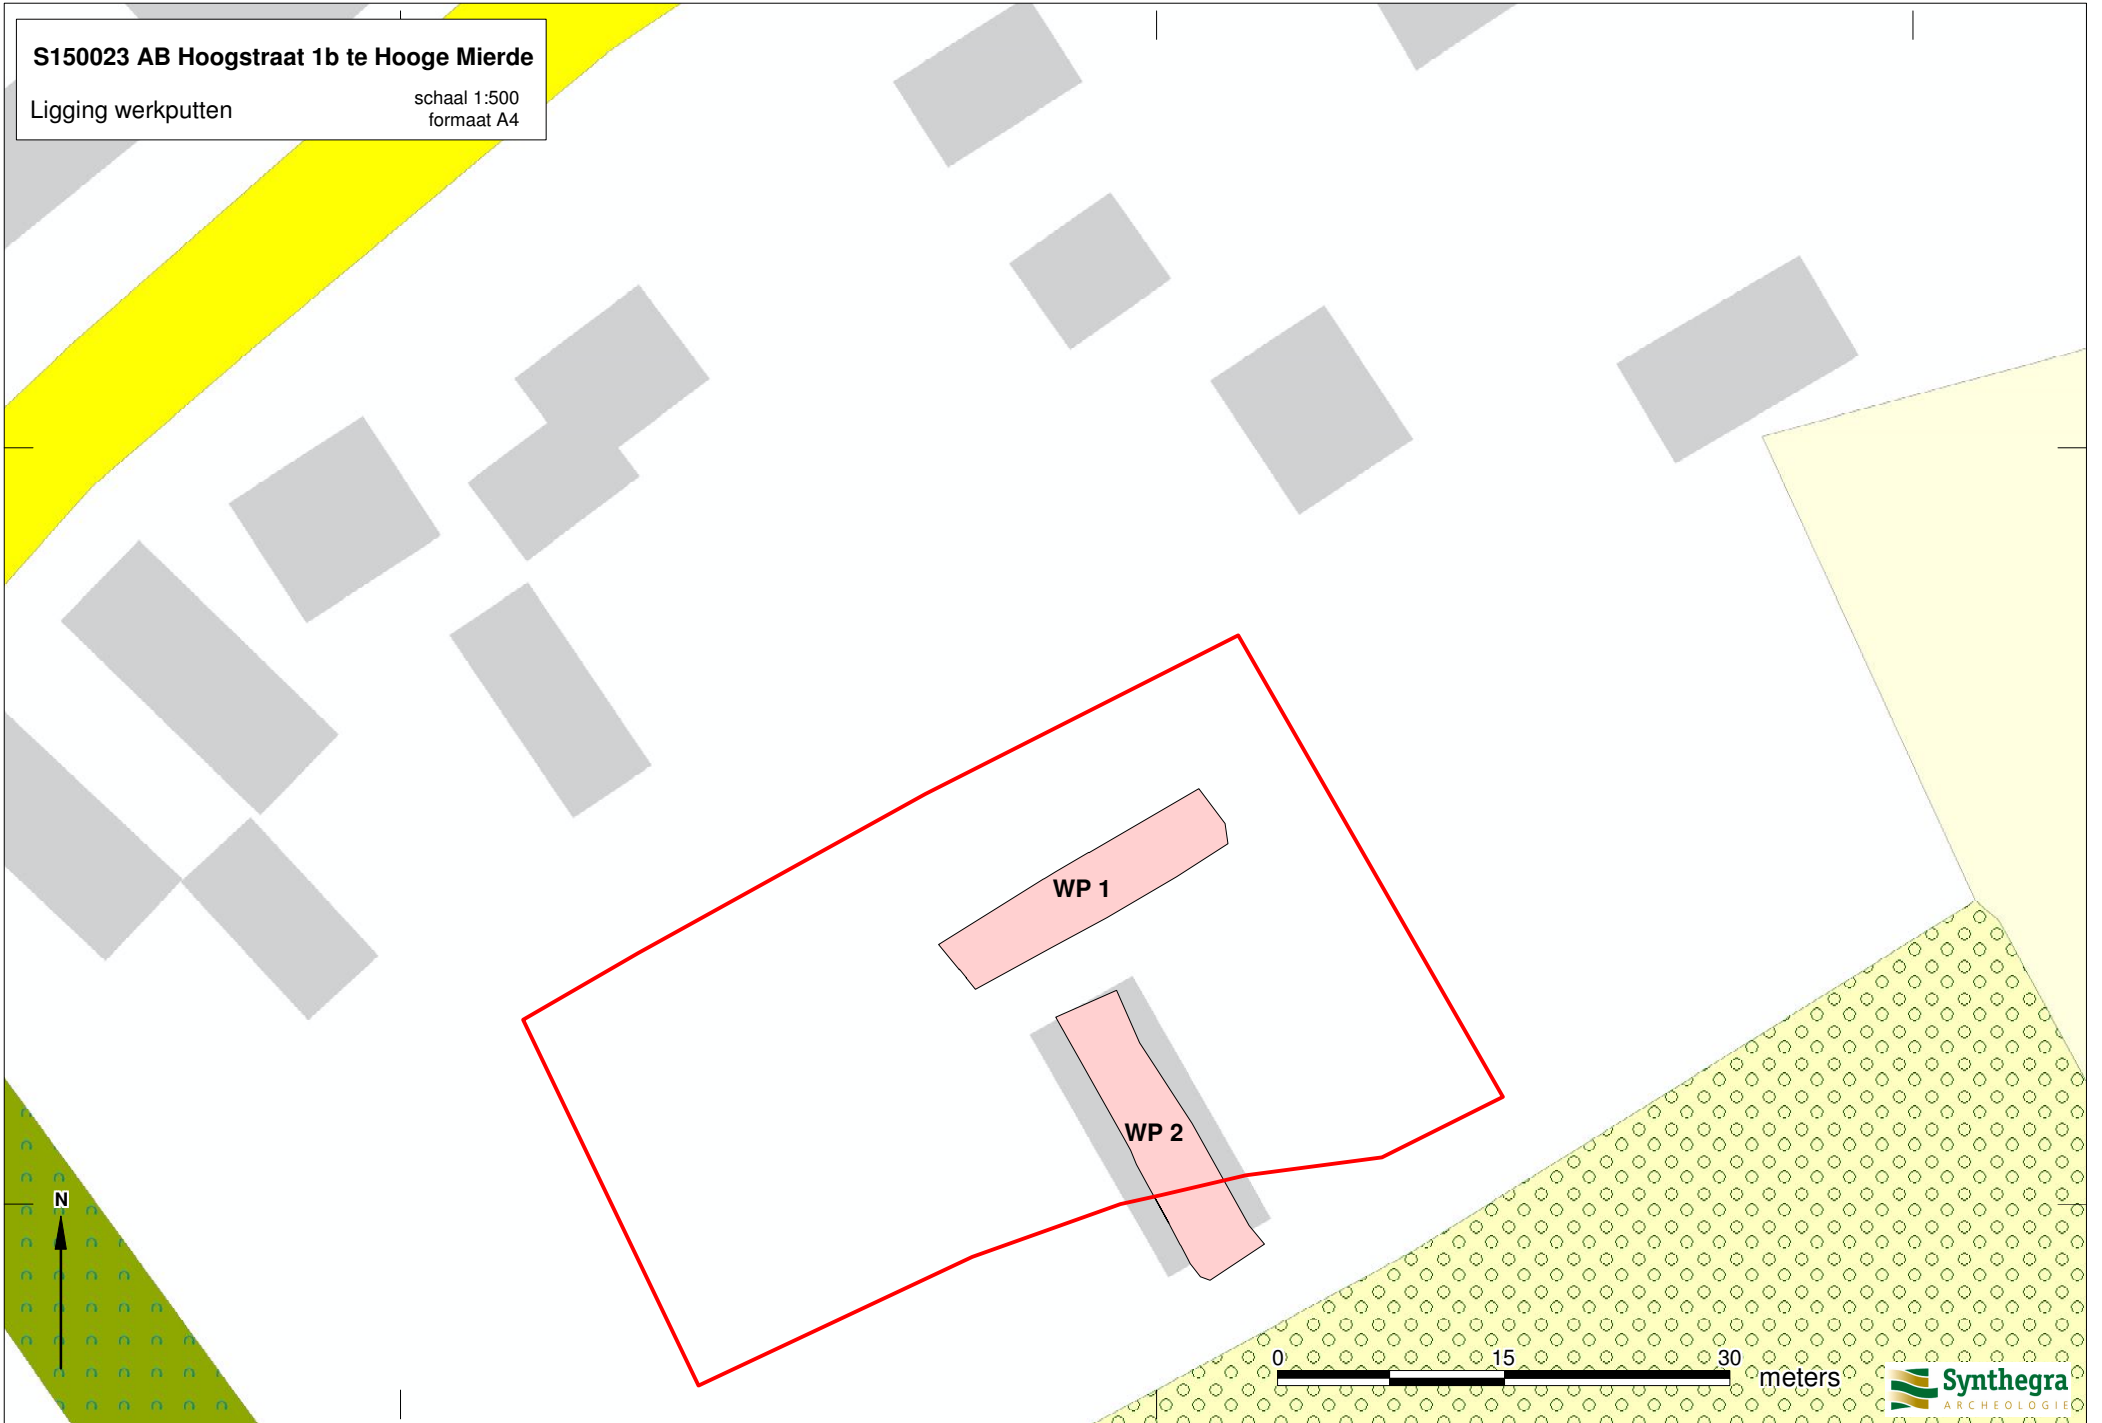 S150023 AB Hoogstraat 1b te Hooge Mierde
Ligging werkputten
schaal 1:500
formaat A4
WP 1
WP 2
N
0 15 30 meters
Synthegra
ARCHEOLOGIE